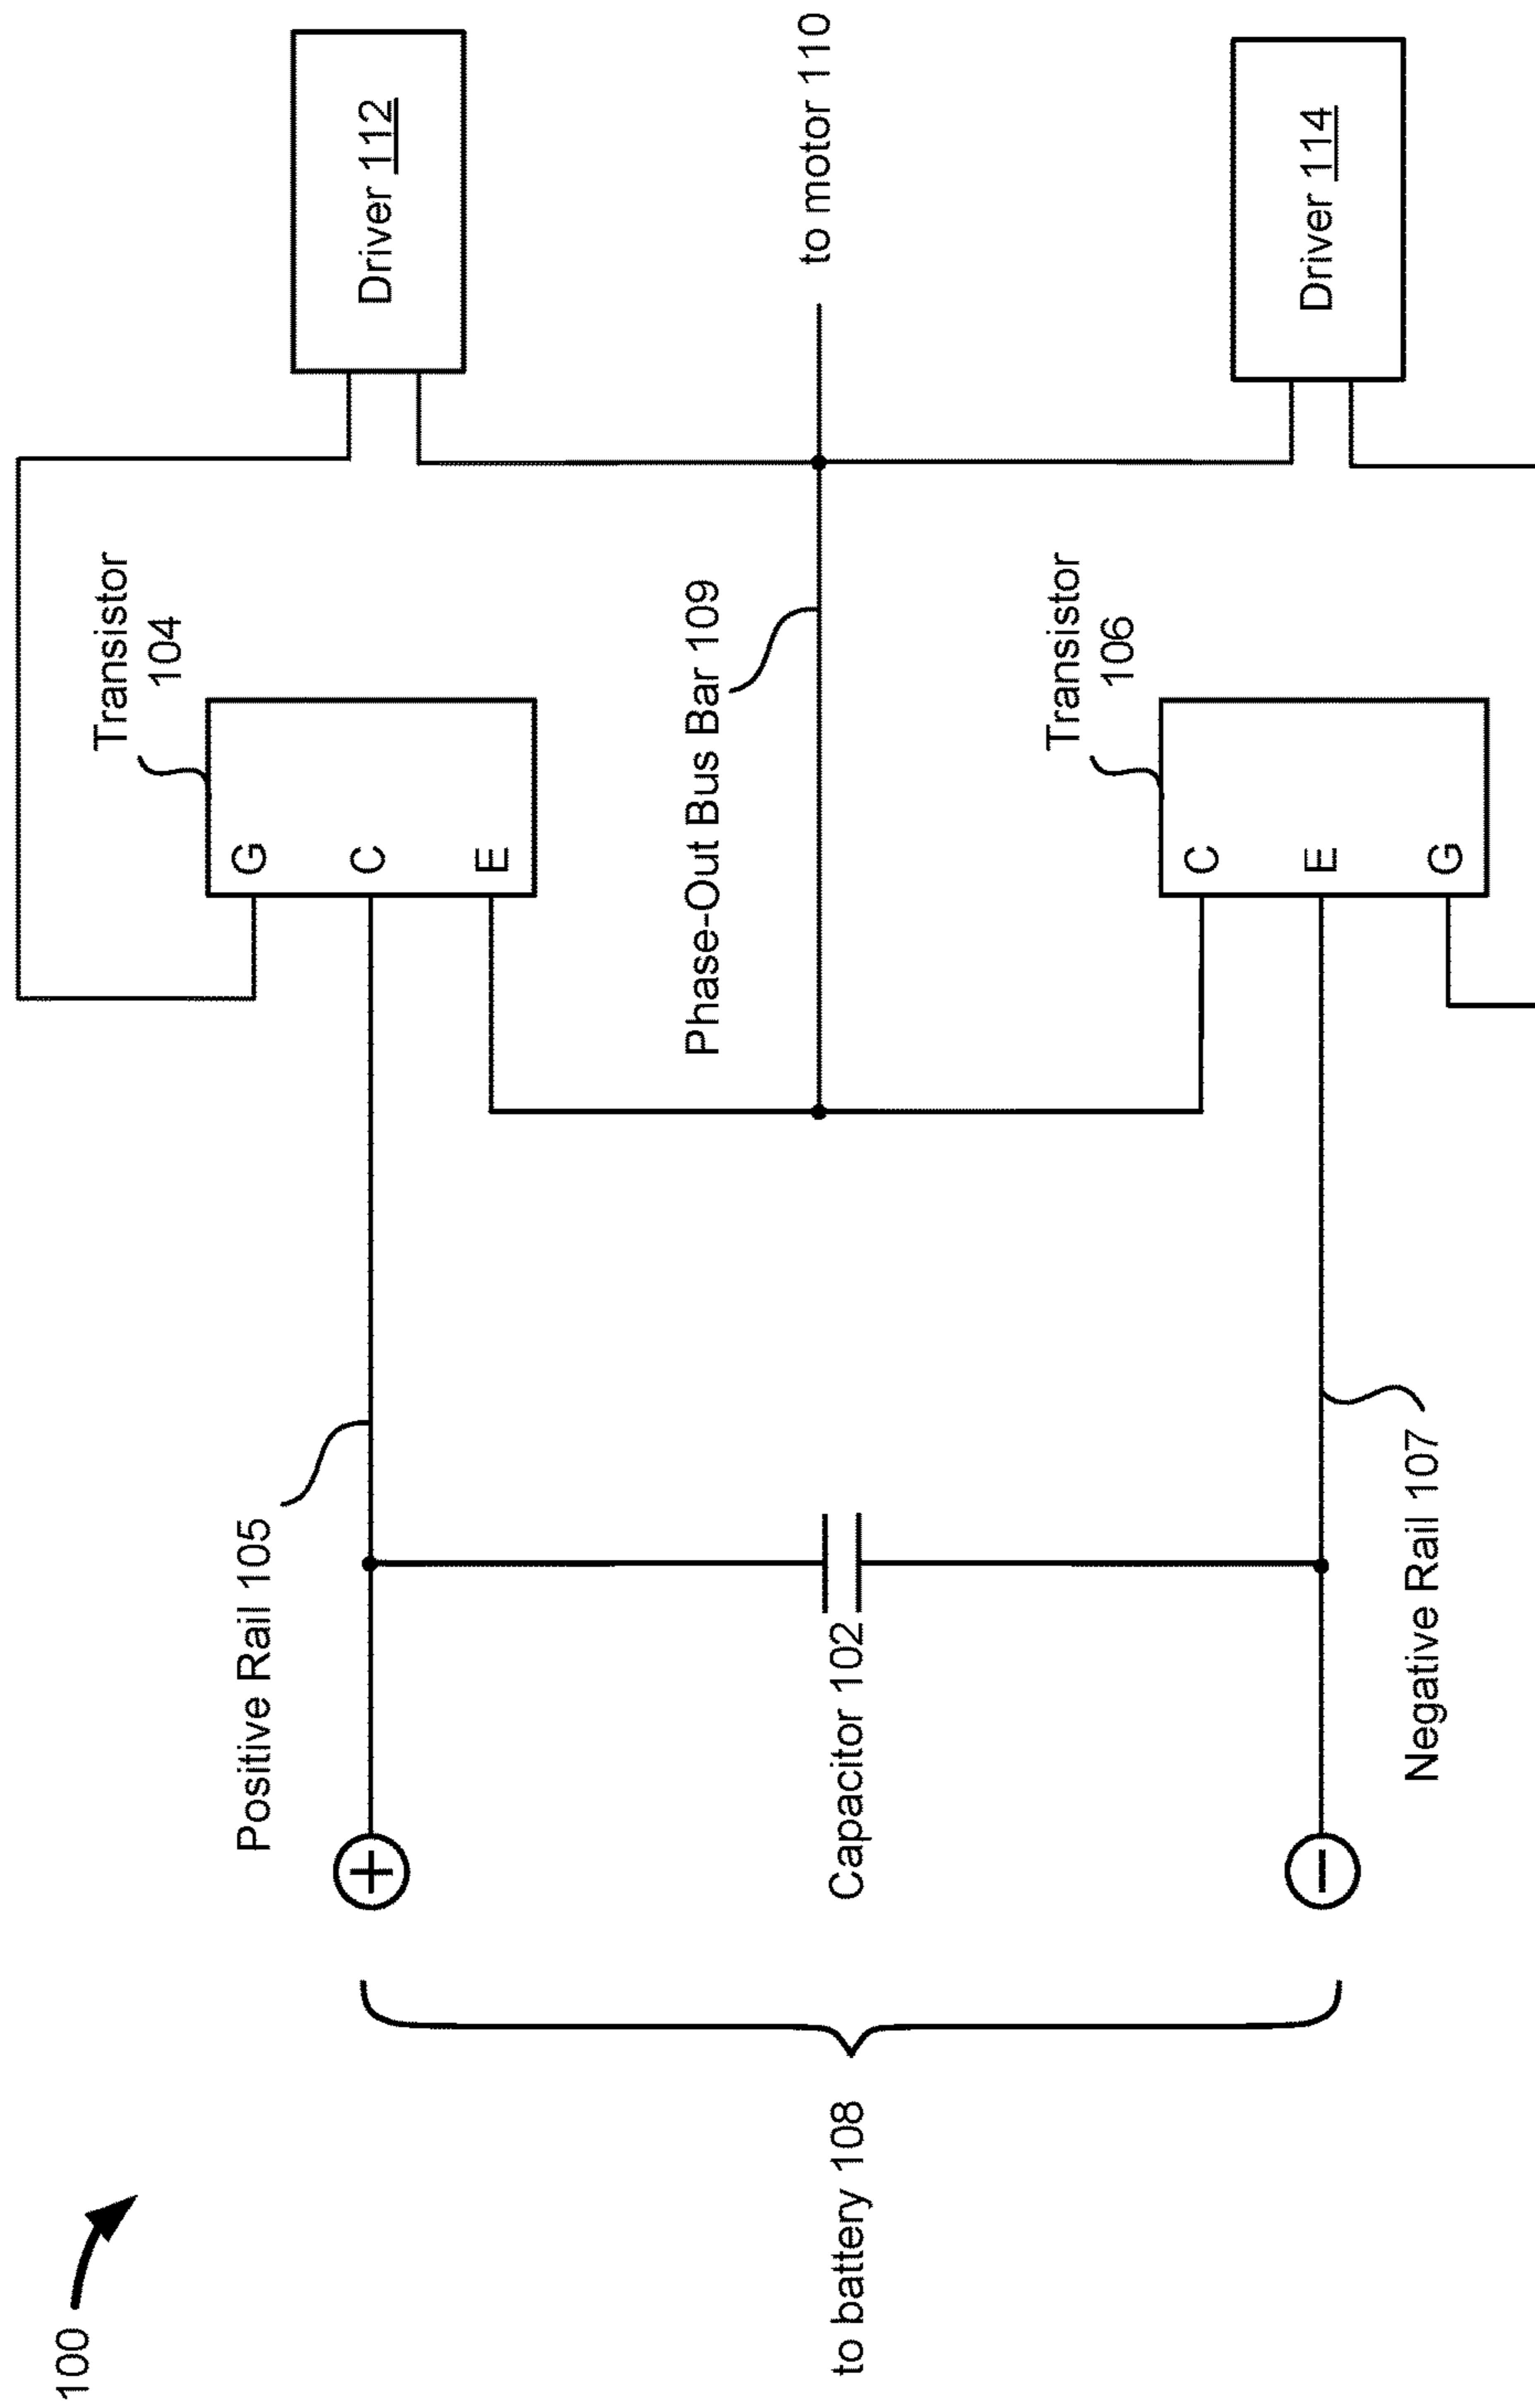 100
Transistor
104
G
C
E
Driver 112
Positive Rail 105
Phase-Out Bus Bar 109
to motor 110
to battery 108
Capacitor 102
Transistor
106
C
E
G
Driver 114
Negative Rail 107